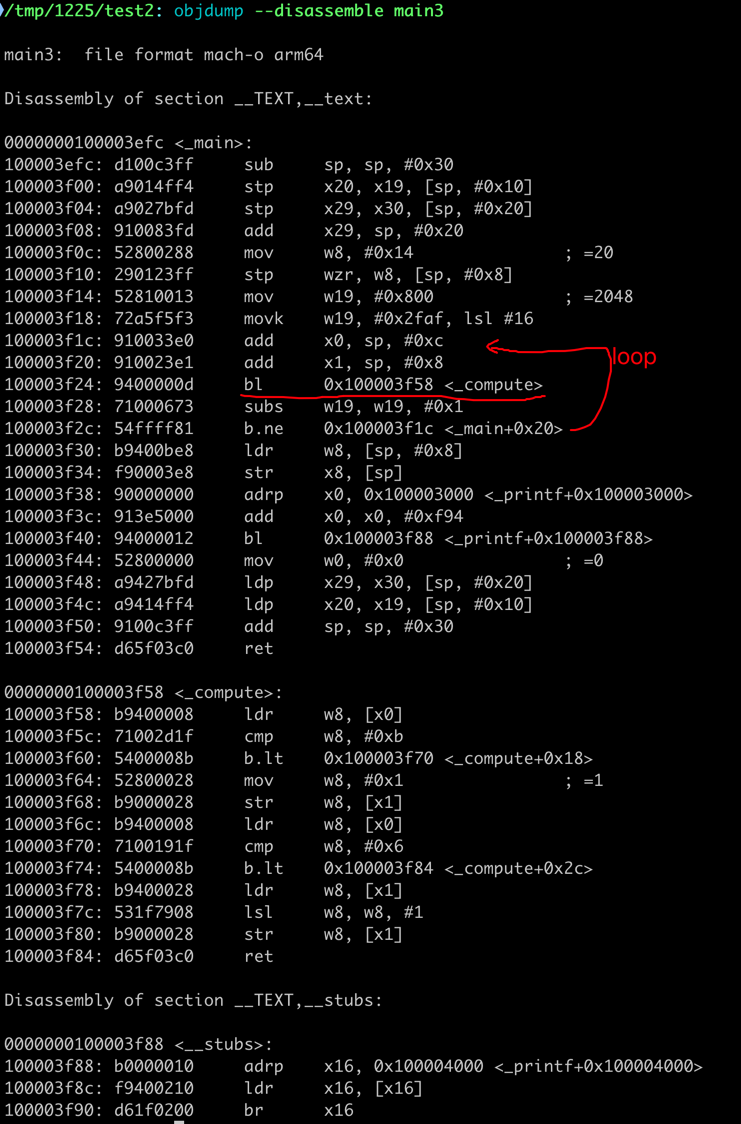 /tmp/1225/test2: objdump --disassemble main3
main3:  file format mach-o arm64
Disassembly of section __TEXT,__text:
0000000100003efc <_main>:
100003efc: d100c3ff     sub     sp, sp, #0x30
100003f00: a9014ff4     stp     x20, x19, [sp, #0x10]
100003f04: a9027bfd     stp     x29, x30, [sp, #0x20]
100003f08: 910083fd     add     x29, sp, #0x20
100003f0c: 52800288     mov     w8, #0x14               ; =20
100003f10: 290123ff     stp     wzr, w8, [sp, #0x8]
100003f14: 52810013     mov     w19, #0x800             ; =2048
100003f18: 72a5f5f3     movk    w19, #0x2faf, lsl #16
100003f1c: 910033e0     add     x0, sp, #0xc
100003f20: 910023e1     add     x1, sp, #0x8
loop
100003f24: 9400000d     bl      0x100003f58 <_compute>
100003f28: 71000673     subs    w19, w19, #0x1
100003f2c: 54ffff81     b.ne    0x100003f1c <_main+0x20>
100003f30: b9400be8     ldr     w8, [sp, #0x8]
100003f34: f90003e8     str     x8, [sp]
100003f38: 90000000     adrp    x0, 0x100003000 <_printf+0x100003000>
100003f3c: 913e5000     add     x0, x0, #0xf94
100003f40: 94000012     bl      0x100003f88 <_printf+0x100003f88>
100003f44: 52800000     mov     w0, #0x0                ; =0
100003f48: a9427bfd     ldp     x29, x30, [sp, #0x20]
100003f4c: a9414ff4     ldp     x20, x19, [sp, #0x10]
100003f50: 9100c3ff     add     sp, sp, #0x30
100003f54: d65f03c0     ret
0000000100003f58 <_compute>:
100003f58: b9400008     ldr     w8, [x0]
100003f5c: 71002d1f     cmp     w8, #0xb
100003f60: 5400008b     b.lt    0x100003f70 <_compute+0x18>
100003f64: 52800028     mov     w8, #0x1                ; =1
100003f68: b9000028     str     w8, [x1]
100003f6c: b9400008     ldr     w8, [x0]
100003f70: 7100191f     cmp     w8, #0x6
100003f74: 5400008b     b.lt    0x100003f84 <_compute+0x2c>
100003f78: b9400028     ldr     w8, [x1]
100003f7c: 531f7908     lsl     w8, w8, #1
100003f80: b9000028     str     w8, [x1]
100003f84: d65f03c0     ret
Disassembly of section __TEXT,__stubs:
0000000100003f88 <__stubs>:
100003f88: b0000010     adrp    x16, 0x100004000 <_printf+0x100004000>
100003f8c: f9400210     ldr     x16, [x16]
100003f90: d61f0200     br      x16